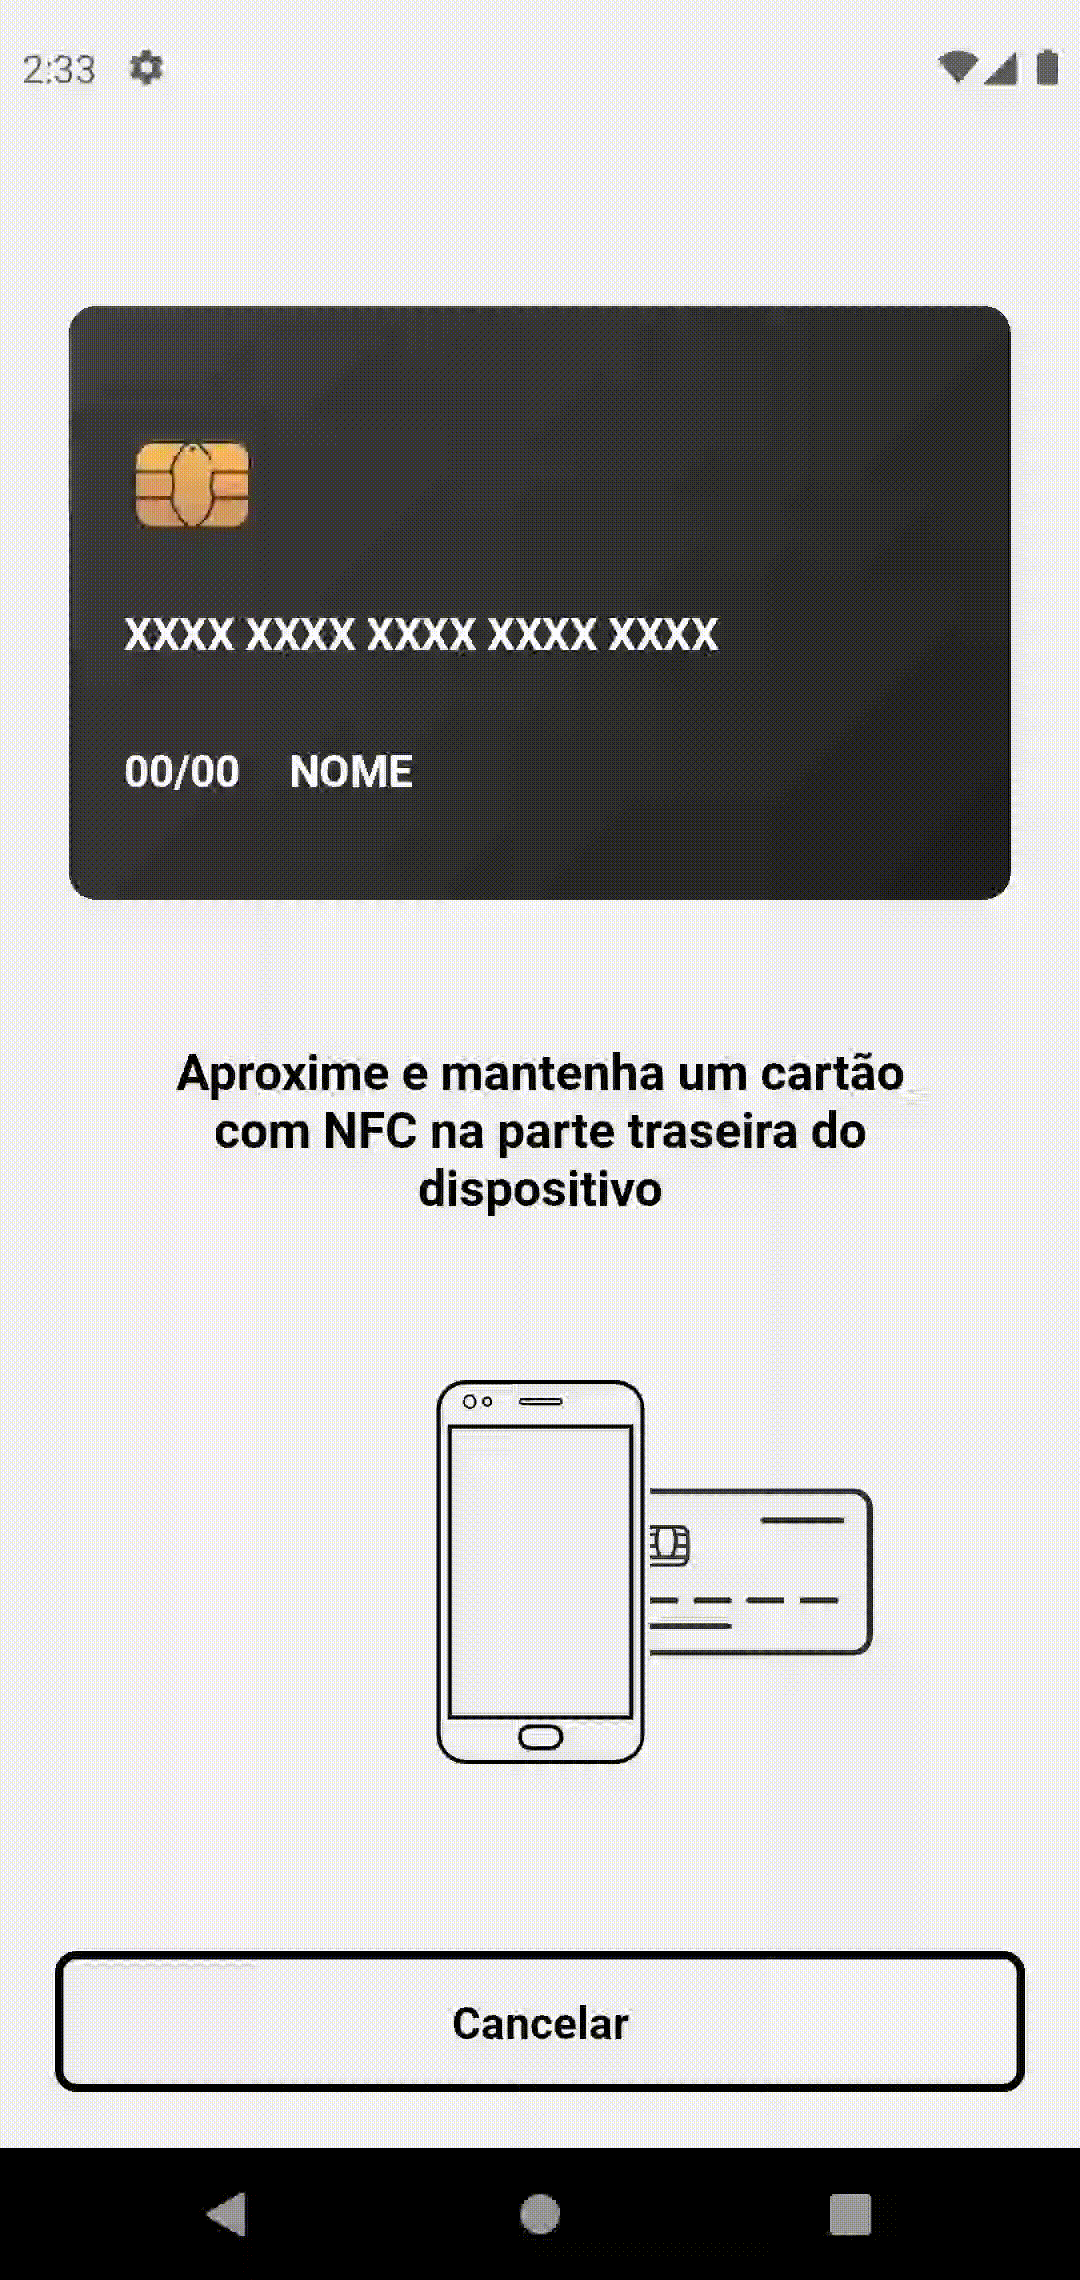 2:33
XXXX XXXX XXXX XXXX XXXX
00/00 NOME
Aproxime e mantenha um cartão
com NFC na parte traseira do
dispositivo
Cancelar